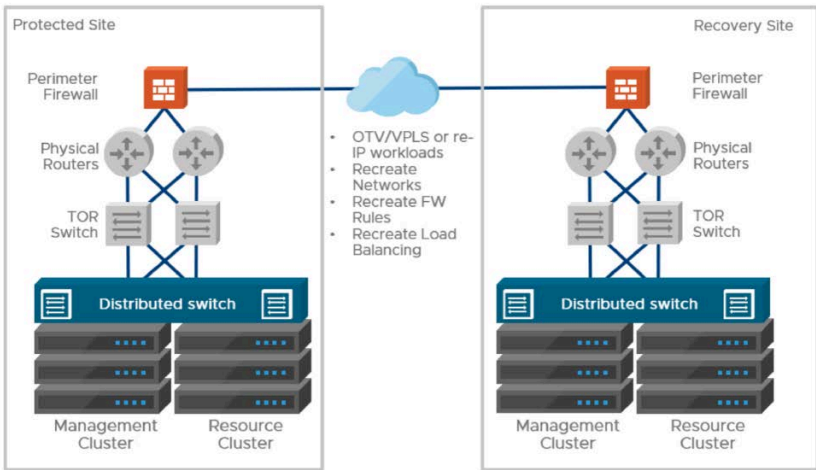 Protected Site
Perimeter
Firewall
Physical
Routers
TOR
Switch
Distributed switch
Management
Cluster
Resource
Cluster
• OTV/VPLS or re-
IP workloads
• Recreate
Networks
• Recreate FW
Rules
• Recreate Load
Balancing
Recovery Site
Perimeter
Firewall
Physical
Routers
TOR
Switch
Distributed switch
Management
Cluster
Resource
Cluster